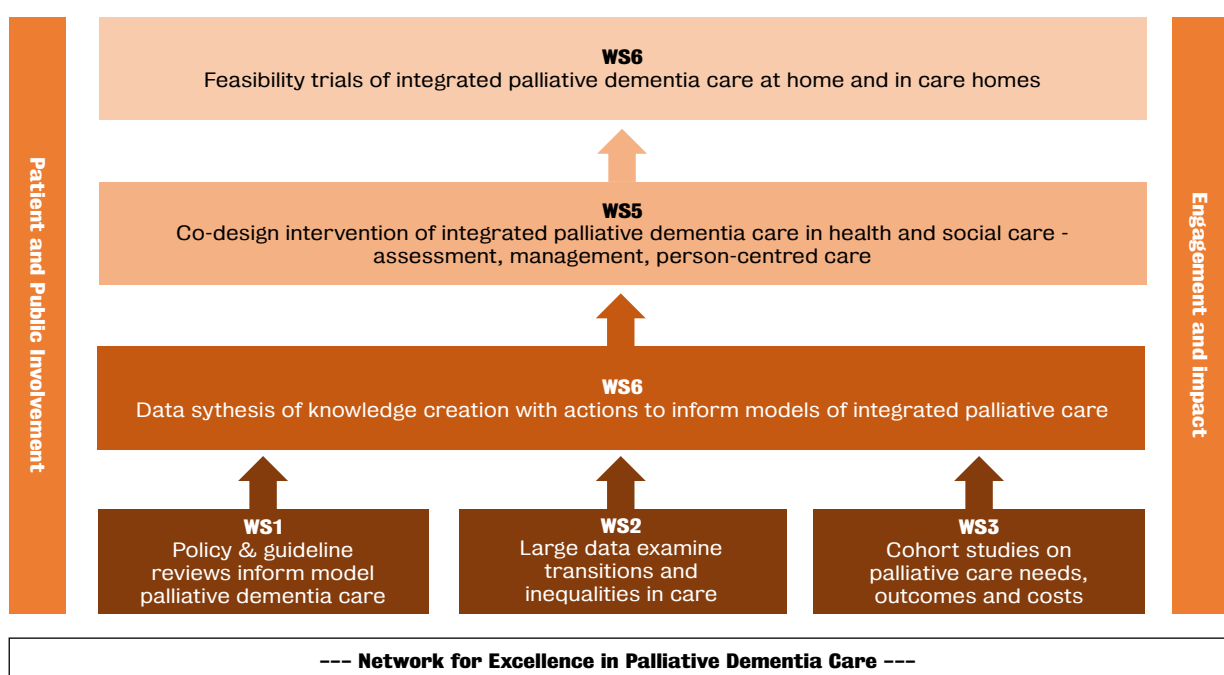 Patient and Public Involvement
WS6
Feasibility trials of integrated palliative dementia care at home and in care homes
WS5
Co-design intervention of integrated palliative dementia care in health and social care -
assessment, management, person-centred care
WS6
Data sythesis of knowledge creation with actions to inform models of integrated palliative care
WS1
Policy & guideline
reviews inform model
palliative dementia care
WS2
Large data examine
transitions and
inequalities in care
WS3
Cohort studies on
palliative care needs,
outcomes and costs
Engagement and impact
--- Network for Excellence in Palliative Dementia Care ---